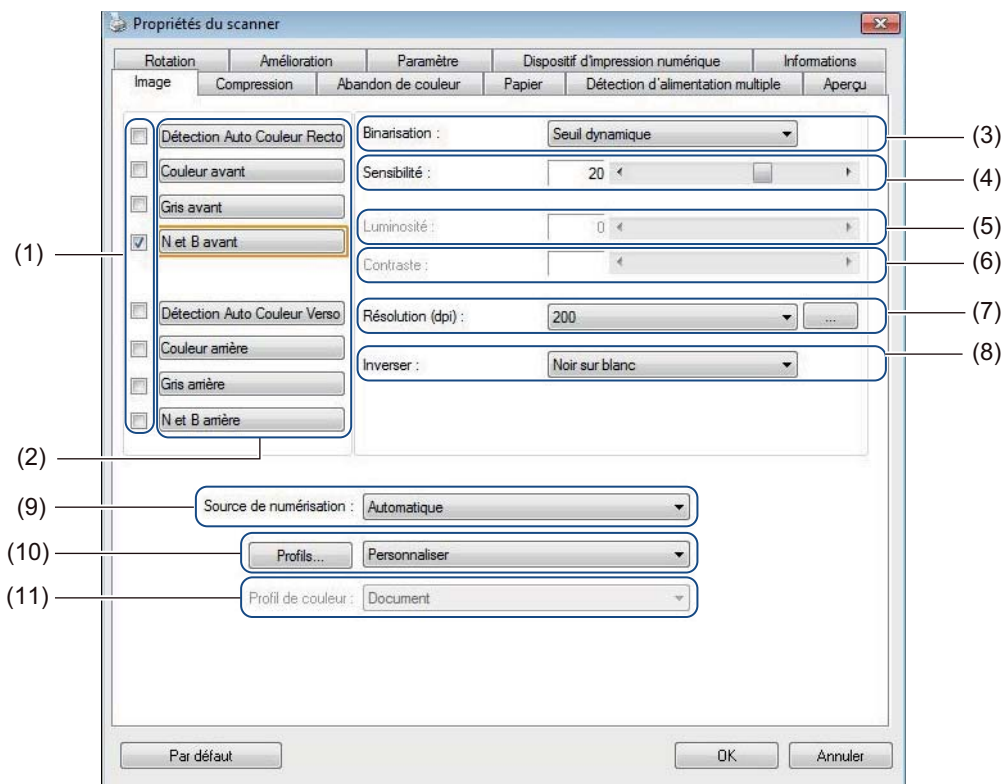 Propriétés du scanner
Rotation Amélioration Paramètre Dispositif d'impression numérique Informations
Image Compression Abandon de couleur Papier Détection d'alimentation multiple Aperçu
Détection Auto Couleur Recto
Couleur avant
Gris avant
N et B avant
Détection Auto Couleur Verso
Couleur arrière
Gris arrière
N et B arrière
Binarisation : Seuil dynamique
Sensibilité : 20
Luminosité : 0
Contraste :
Résolution (dpi) : 200 ...
Inverser : Noir sur blanc
Source de numérisation : Automatique
Profils... Personnaliser
Profil de couleur : Document
Par défaut OK Annuler
(1)
(2)
(3)
(4)
(5)
(6)
(7)
(8)
(9)
(10)
(11)